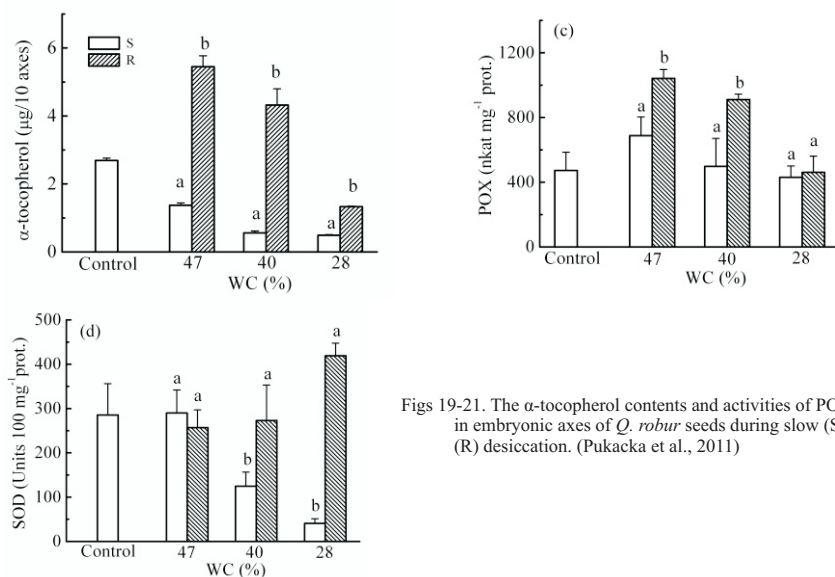 6
4
2
0
α-tocopherol (μg/10 axes)
S
R
a b
a b
a b
Control 47 40 28
WC (%)
(c)
1200
800
400
0
POX (nkat mg⁻¹ prot.)
a b
a b
a a
Control 47 40 28
WC (%)
(d)
500
400
300
200
100
0
SOD (Units 100 mg⁻¹prot.)
a a
b a
b a
Control 47 40 28
WC (%)
Figs 19-21. The α-tocopherol contents and activities of
in embryonic axes of Q. robur seeds during slow
(R) desiccation. (Pukacka et al., 2011)